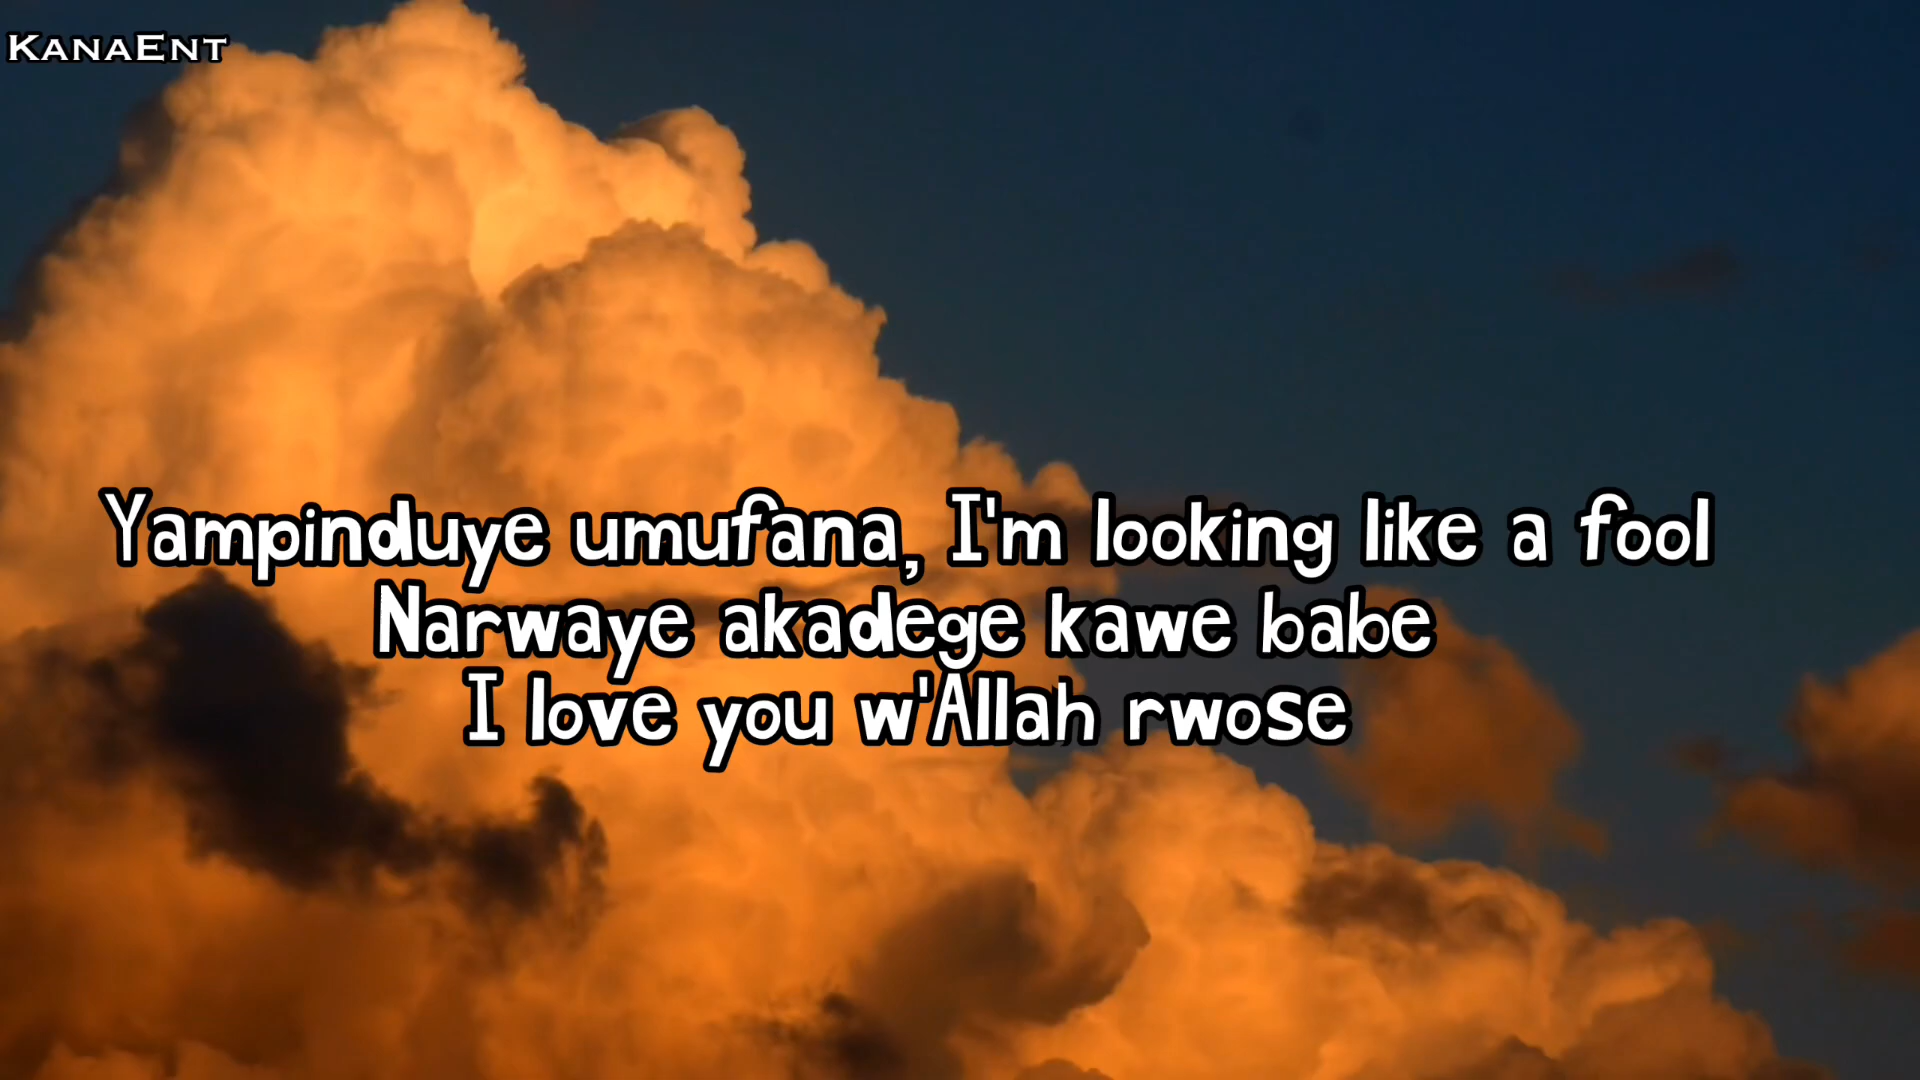 KANAENT
Yampinduye umufana, I'm looking like a fool
Narwaye akadege kawe babe
I love you w'Allah rwose